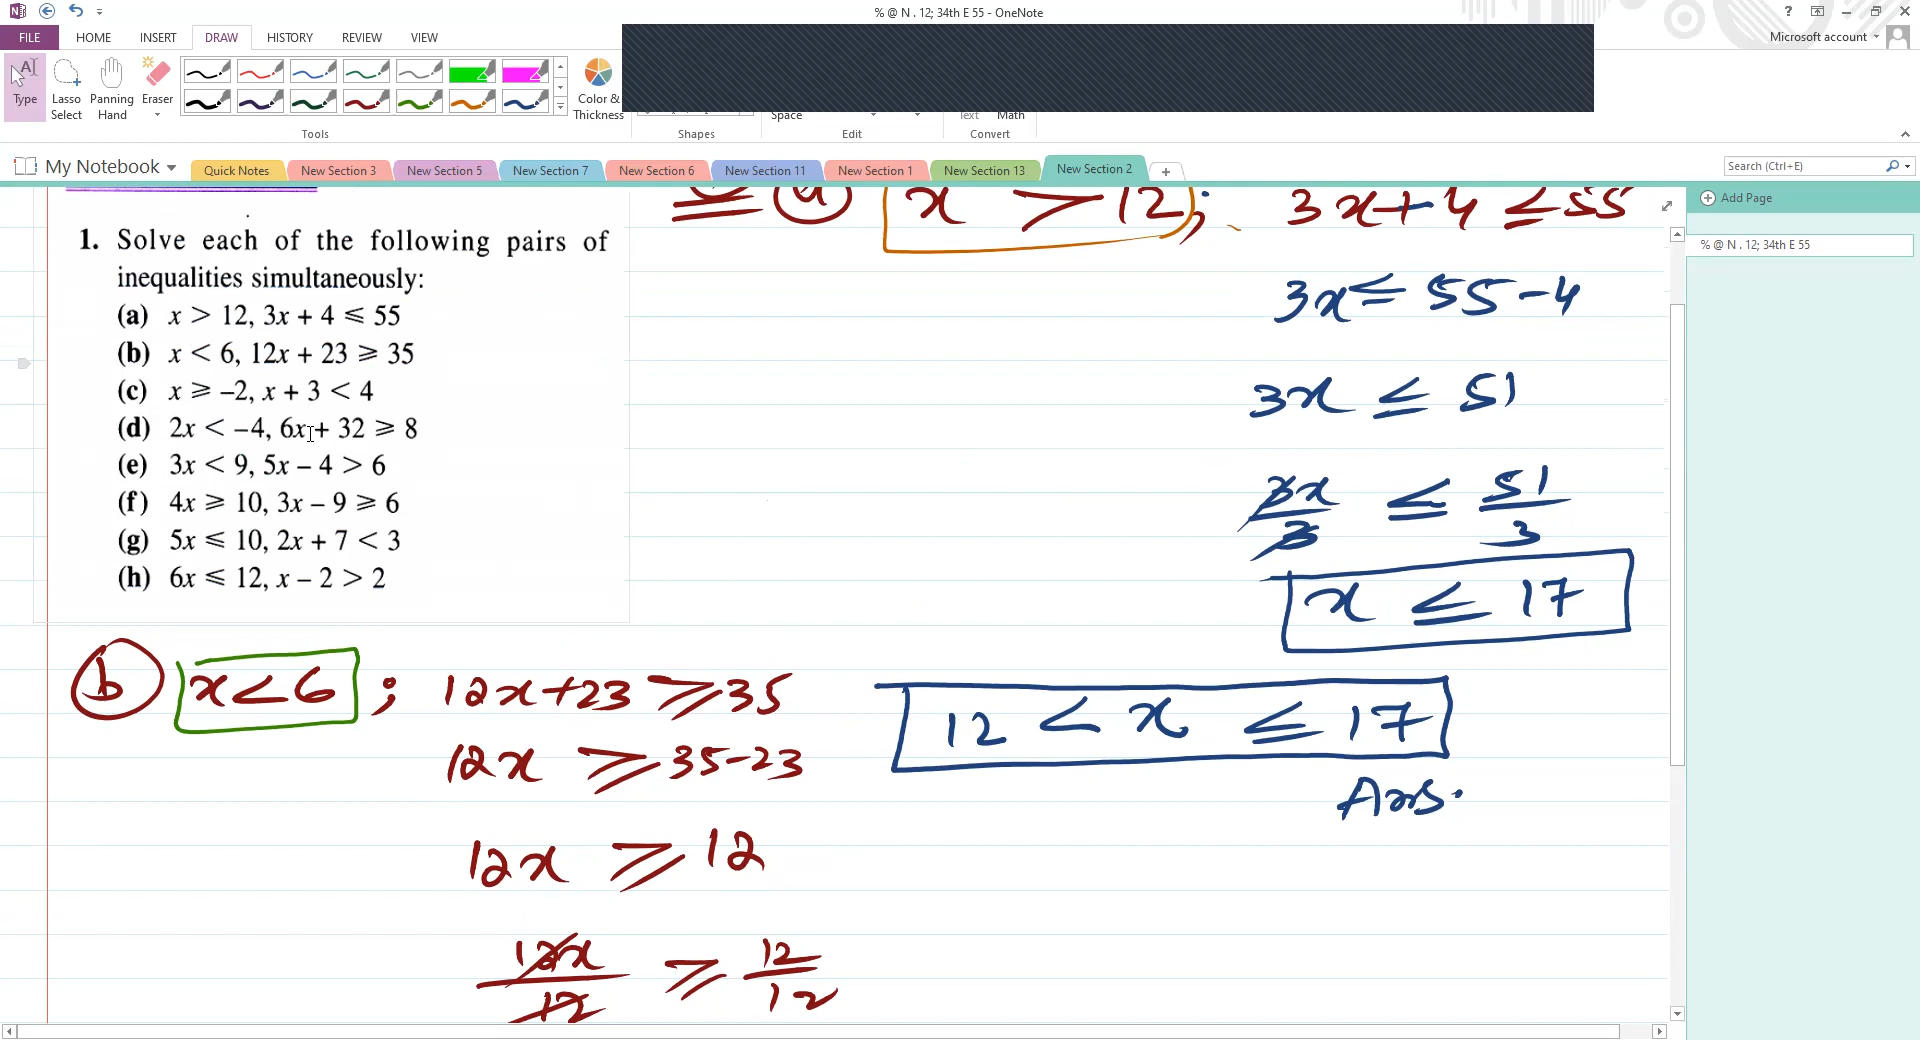 % @ N . 12; 34th E 55 - OneNote
Microsoft account
FILE HOME INSERT DRAW HISTORY REVIEW VIEW
Type
Lasso Select
Panning Hand
Eraser
Color & Thickness
Space
Text
Math
Tools
Shapes
Edit
Convert
My Notebook
Quick Notes
New Section 3
New Section 5
New Section 7
New Section 6
New Section 11
New Section 1
New Section 13
New Section 2
Search (Ctrl+E)
Add Page
% @ N . 12; 34th E 55
1. Solve each of the following pairs of
inequalities simultaneously:
(a) x > 12, 3x + 4 ⩽ 55
(b) x < 6, 12x + 23 ⩾ 35
(c) x ⩾ –2, x + 3 < 4
(d) 2x < –4, 6x + 32 ⩾ 8
(e) 3x < 9, 5x – 4 > 6
(f) 4x ⩾ 10, 3x – 9 ⩾ 6
(g) 5x ⩽ 10, 2x + 7 < 3
(h) 6x ⩽ 12, x – 2 > 2
(a) x > 12; 3x+4 ≤ 55
3x ≤ 55-4
3x ≤ 51
3x/3 ≤ 51/3
x ≤ 17
12 < x ≤ 17
Ans.
(b) x < 6 ; 12x+23 ⩾ 35
12x ⩾ 35-23
12x ⩾ 12
12x/12 ⩾ 12/12